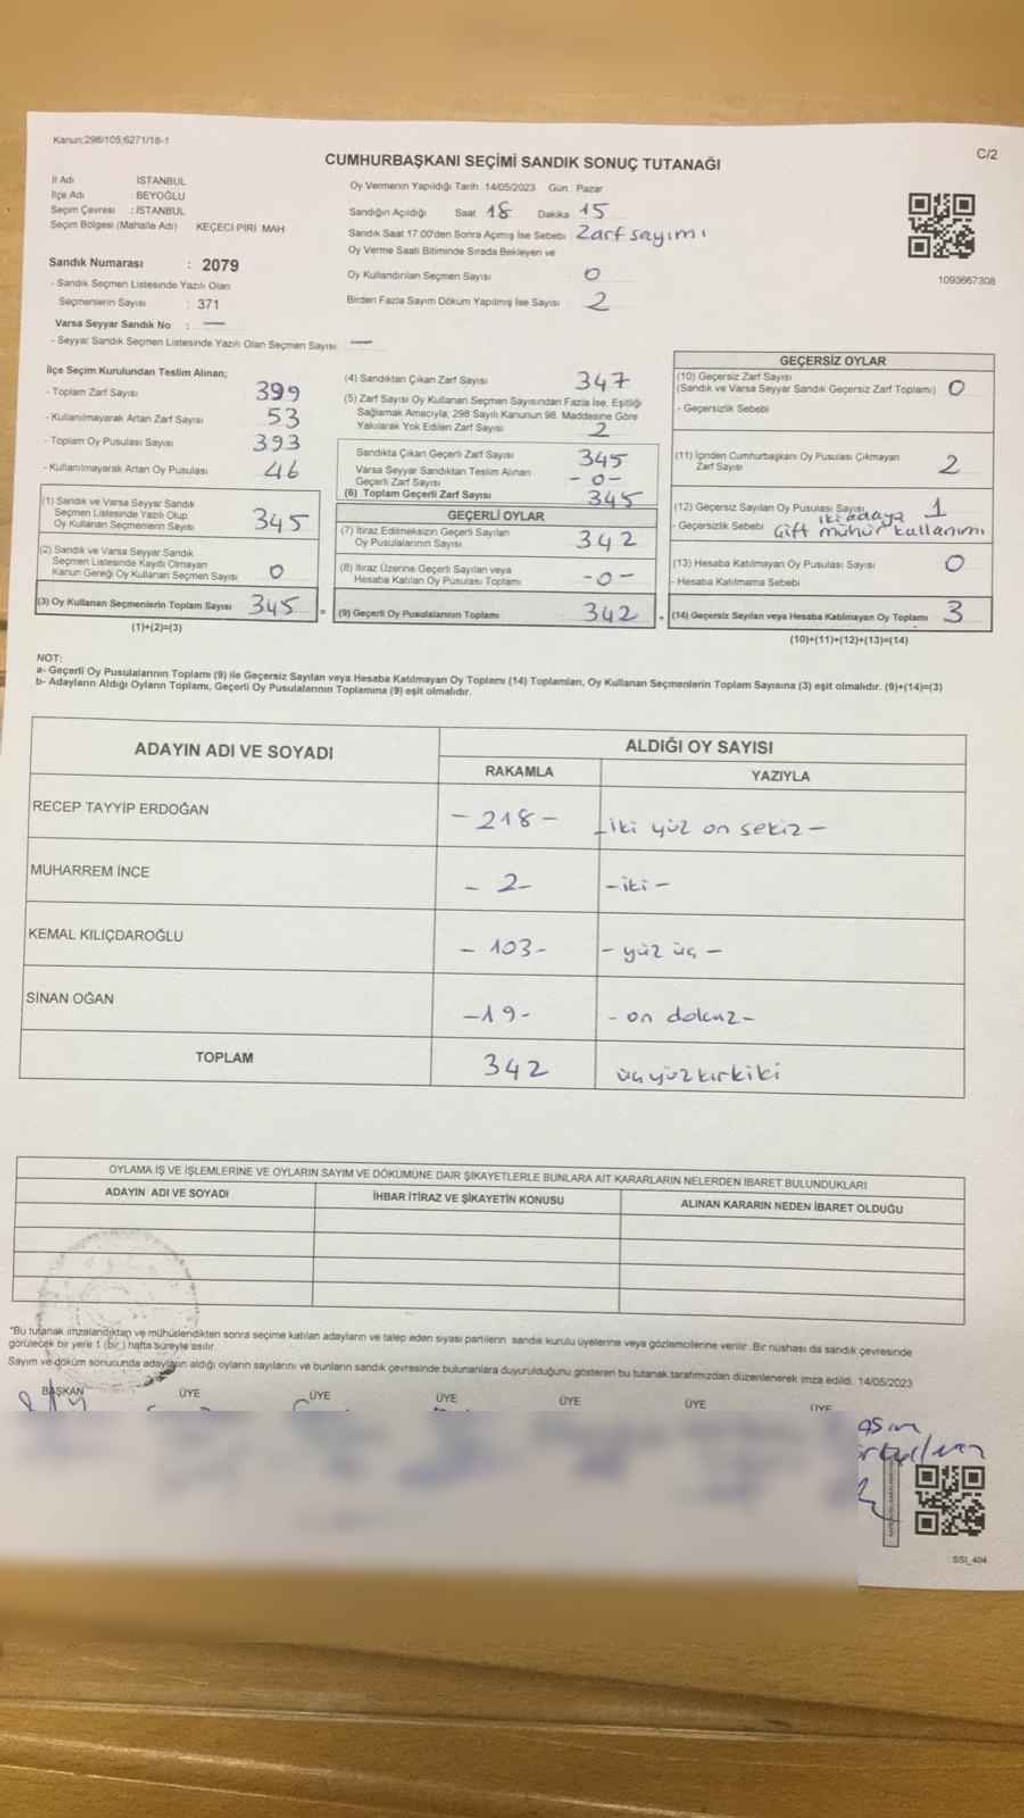 Kanun:298/105;6271/18-1
C/2
CUMHURBAŞKANI SEÇİMİ SANDIK SONUÇ TUTANAĞI
İl Adı İSTANBUL
İlçe Adı BEYOĞLU
Seçim Çevresi : İSTANBUL
Seçim Bölgesi (Mahalle Adı) KEÇECİ PİRİ MAH
Sandık Numarası : 2079
- Sandık Seçmen Listesinde Yazılı Olan
Seçmenlerin Sayısı : 371
Varsa Seyyar Sandık No : —
- Seyyar Sandık Seçmen Listesinde Yazılı Olan Seçmen Sayısı —
Oy Vermenin Yapıldığı Tarih: 14/05/2023 Gün: Pazar
Sandığın Açıldığı Saat 18 Dakika 15
Sandık Saat 17:00'den Sonra Açılmış İse Sebebi Zarf sayımı
Oy Verme Saati Bitiminde Sırada Bekleyen ve
Oy Kullandırılan Seçmen Sayısı 0
Birden Fazla Sayım Döküm Yapılmış İse Sayısı 2
1093667308
İlçe Seçim Kurulundan Teslim Alınan;
- Toplam Zarf Sayısı 399
- Kullanılmayarak Artan Zarf Sayısı 53
- Toplam Oy Pusulası Sayısı 393
- Kullanılmayarak Artan Oy Pusulası 46
(1) Sandık ve Varsa Seyyar Sandık
Seçmen Listesinde Yazılı Olup
Oy Kullanan Seçmenlerin Sayısı 345
(2) Sandık ve Varsa Seyyar Sandık
Seçmen Listesinde Kayıtlı Olmayan
Kanun Gereği Oy Kullanan Seçmen Sayısı 0
(3) Oy Kullanan Seçmenlerin Toplam Sayısı 345
(1)+(2)=(3)
(4) Sandıktan Çıkan Zarf Sayısı 347
(5) Zarf Sayısı Oy Kullanan Seçmen Sayısından Fazla İse, Eşitliği
Sağlamak Amacıyla, 298 Sayılı Kanunun 98. Maddesine Göre
Yakılarak Yok Edilen Zarf Sayısı 2
Sandıkta Çıkan Geçerli Zarf Sayısı 345
Varsa Seyyar Sandıktan Teslim Alınan
Geçerli Zarf Sayısı -0-
(6) Toplam Geçerli Zarf Sayısı 345
GEÇERLİ OYLAR
(7) İtiraz Edilmeksizin Geçerli Sayılan
Oy Pusulalarının Sayısı 342
(8) İtiraz Üzerine Geçerli Sayılan veya
Hesaba Katılan Oy Pusulası Toplamı -0-
= (9) Geçerli Oy Pusulalarının Toplamı 342
GEÇERSİZ OYLAR
(10) Geçersiz Zarf Sayısı
(Sandık ve Varsa Seyyar Sandık Geçersiz Zarf Toplamı) 0
- Geçersizlik Sebebi
(11) İçinden Cumhurbaşkanı Oy Pusulası Çıkmayan
Zarf Sayısı 2
(12) Geçersiz Sayılan Oy Pusulası Sayısı 1
- Geçersizlik Sebebi iki adaya
Çift mühür kullanımı
(13) Hesaba Katılmayan Oy Pusulası Sayısı 0
- Hesaba Katılmama Sebebi
+ (14) Geçersiz Sayılan veya Hesaba Katılmayan Oy Toplamı 3
(10)+(11)+(12)+(13)=(14)
NOT:
a- Geçerli Oy Pusulalarının Toplamı (9) ile Geçersiz Sayılan veya Hesaba Katılmayan Oy Toplamı (14) Toplamları, Oy Kullanan Seçmenlerin Toplam Sayısına (3) eşit olmalıdır. (9)+(14)=(3)
b- Adayların Aldığı Oyların Toplamı, Geçerli Oy Pusulalarının Toplamına (9) eşit olmalıdır.
ADAYIN ADI VE SOYADI ALDIĞI OY SAYISI
RAKAMLA YAZIYLA
RECEP TAYYİP ERDOĞAN -218- -iki yüz on sekiz-
MUHARREM İNCE -2- -iki-
KEMAL KILIÇDAROĞLU -103- -yüz üç-
SİNAN OĞAN -19- -on dokuz-
TOPLAM 342 üçyüzkırkiki
OYLAMA İŞ VE İŞLEMLERİNE VE OYLARIN SAYIM VE DÖKÜMÜNE DAİR ŞİKAYETLERLE BUNLARA AİT KARARLARIN NELERDEN İBARET BULUNDUKLARI
ADAYIN ADI VE SOYADI İHBAR İTİRAZ VE ŞİKAYETİN KONUSU ALINAN KARARIN NEDEN İBARET OLDUĞU
"Bu tutanak imzalandıktan ve mühürlendikten sonra seçime katılan adayların ve talep eden siyasi partilerin sandık kurulu üyelerine veya gözlemcilerine verilir. Bir nüshası da sandık çevresinde
görülecek bir yere 1 (bir) hafta süreyle asılır.
Sayım ve döküm sonucunda adayların aldığı oyların sayılarını ve bunların sandık çevresinde bulunanlara duyurulduğunu gösteren bu tutanak tarafımızdan düzenlenerek imza edildi. 14/05/2023
BAŞKAN ÜYE ÜYE ÜYE ÜYE ÜYE ÜYE
SSI_404